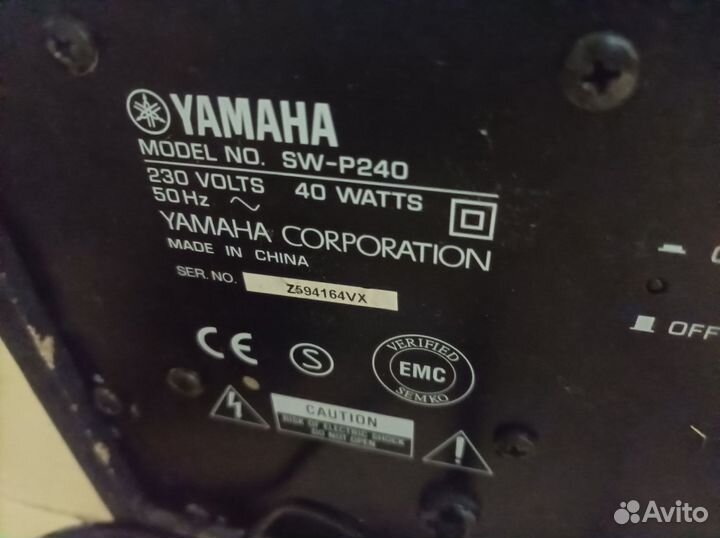 YAMAHA
MODEL NO. SW-P240
230 VOLTS 40 WATTS
50Hz
YAMAHA CORPORATION
MADE IN CHINA
SER. NO. Z594164VX
CE S VERIFIED EMC SEMKO
CAUTION
RISK OF ELECTRIC SHOCK
DO NOT OPEN
OFF
Avito